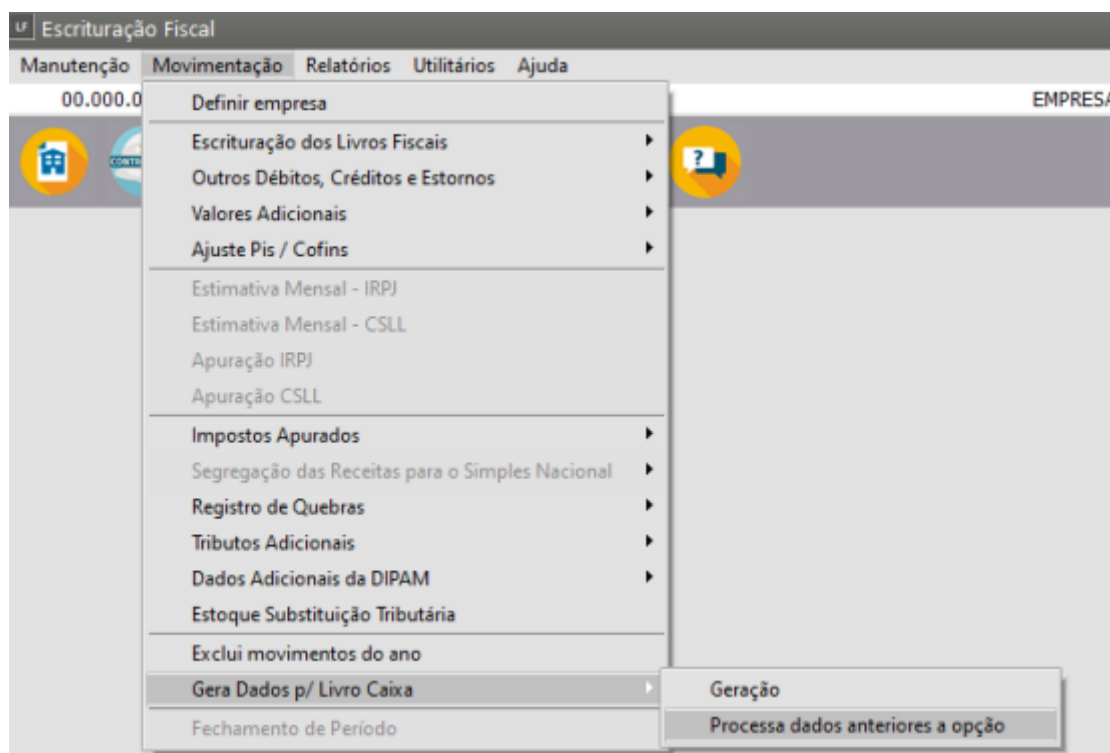 LF Escrituração Fiscal
Manutenção Movimentação Relatórios Utilitários Ajuda
00.000.0 EMPRESA
Definir empresa
Escrituração dos Livros Fiscais
Outros Débitos, Créditos e Estornos
Valores Adicionais
Ajuste Pis / Cofins
Estimativa Mensal - IRPJ
Estimativa Mensal - CSLL
Apuração IRPJ
Apuração CSLL
Impostos Apurados
Segregação das Receitas para o Simples Nacional
Registro de Quebras
Tributos Adicionais
Dados Adicionais da DIPAM
Estoque Substituição Tributária
Exclui movimentos do ano
Gera Dados p/ Livro Caixa
Geração
Processa dados anteriores a opção
Fechamento de Período